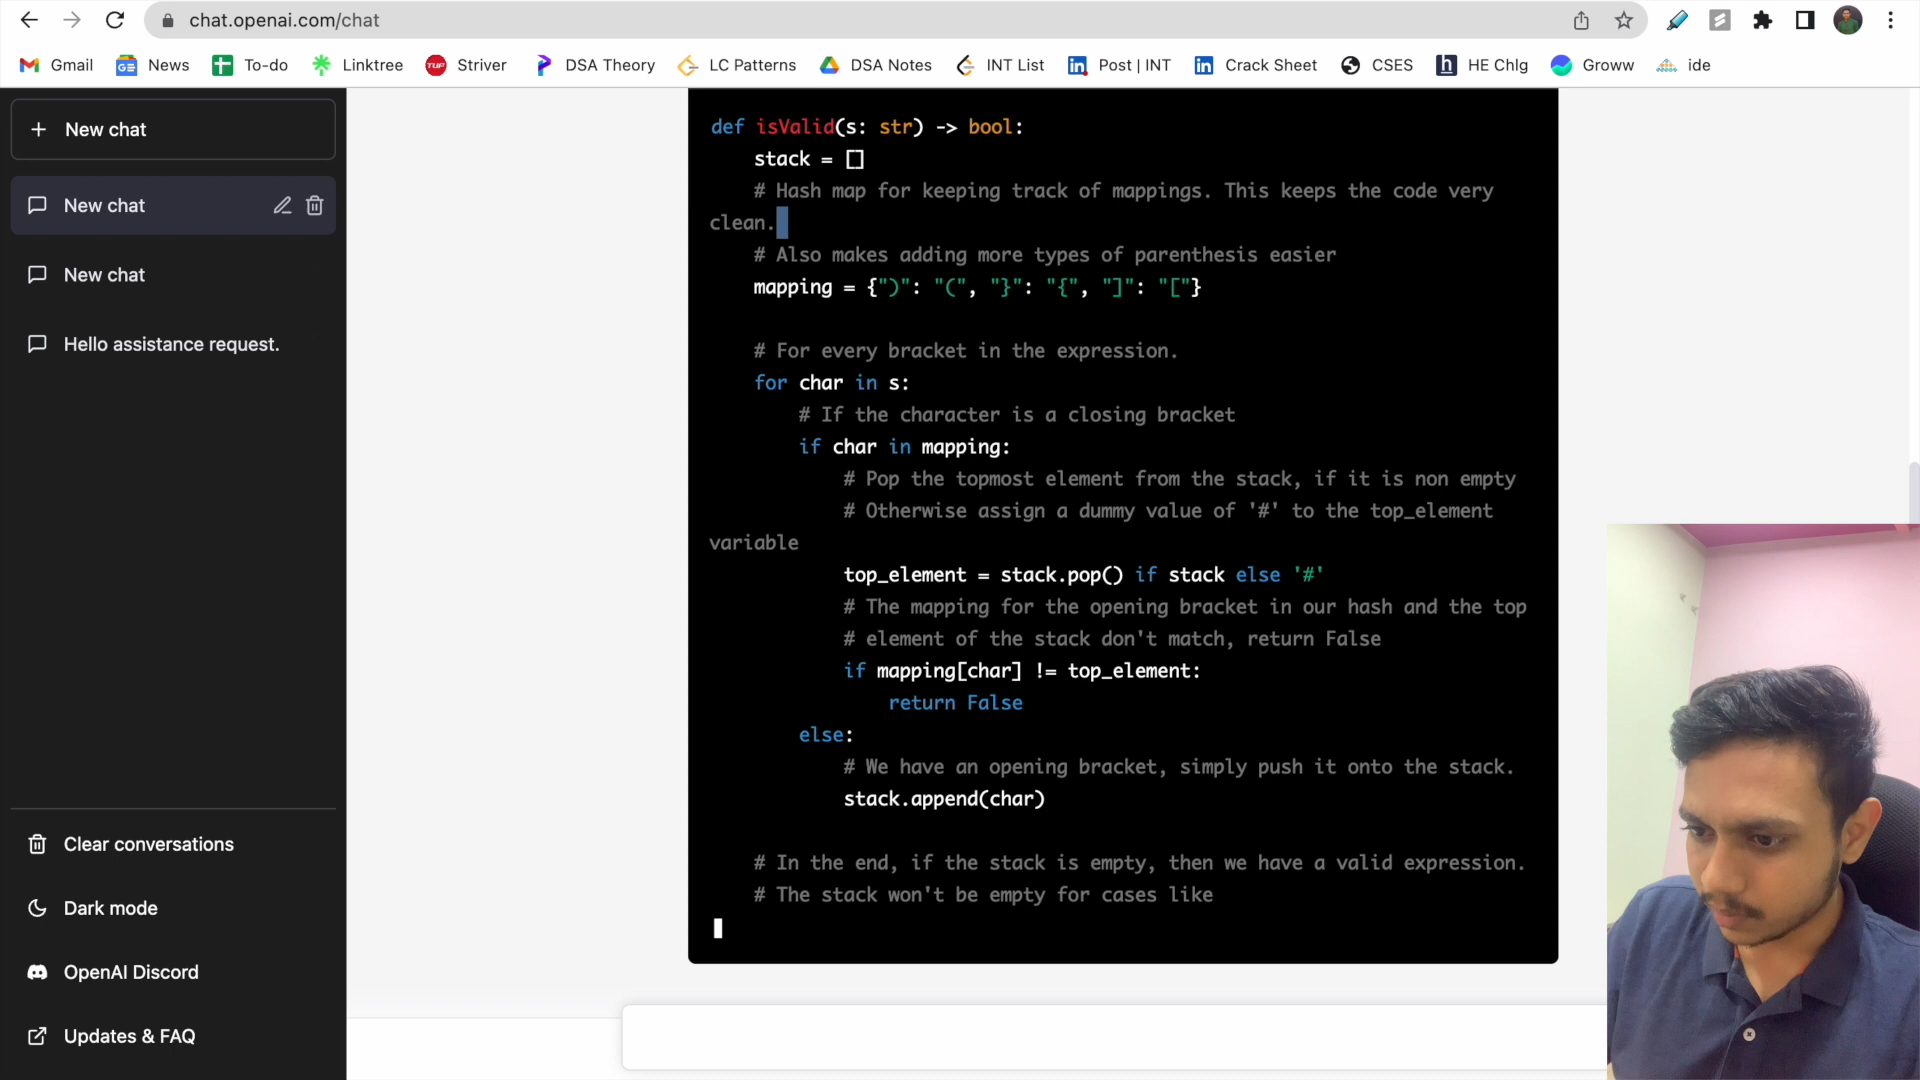 chat.openai.com/chat
Gmail News To-do Linktree TUF Striver DSA Theory LC Patterns DSA Notes INT List Post | INT Crack Sheet CSES h HE Chlg Groww ide
New chat
New chat
New chat
Hello assistance request.
Clear conversations
Dark mode
OpenAI Discord
Updates & FAQ
def isValid(s: str) -> bool:
    stack = []
    # Hash map for keeping track of mappings. This keeps the code very
clean.
    # Also makes adding more types of parenthesis easier
    mapping = {")": "(", "}": "{", "]": "["}
    # For every bracket in the expression.
    for char in s:
        # If the character is a closing bracket
        if char in mapping:
            # Pop the topmost element from the stack, if it is non empty
            # Otherwise assign a dummy value of '#' to the top_element
variable
            top_element = stack.pop() if stack else '#'
            # The mapping for the opening bracket in our hash and the top
            # element of the stack don't match, return False
            if mapping[char] != top_element:
                return False
        else:
            # We have an opening bracket, simply push it onto the stack.
            stack.append(char)
    # In the end, if the stack is empty, then we have a valid expression.
    # The stack won't be empty for cases like